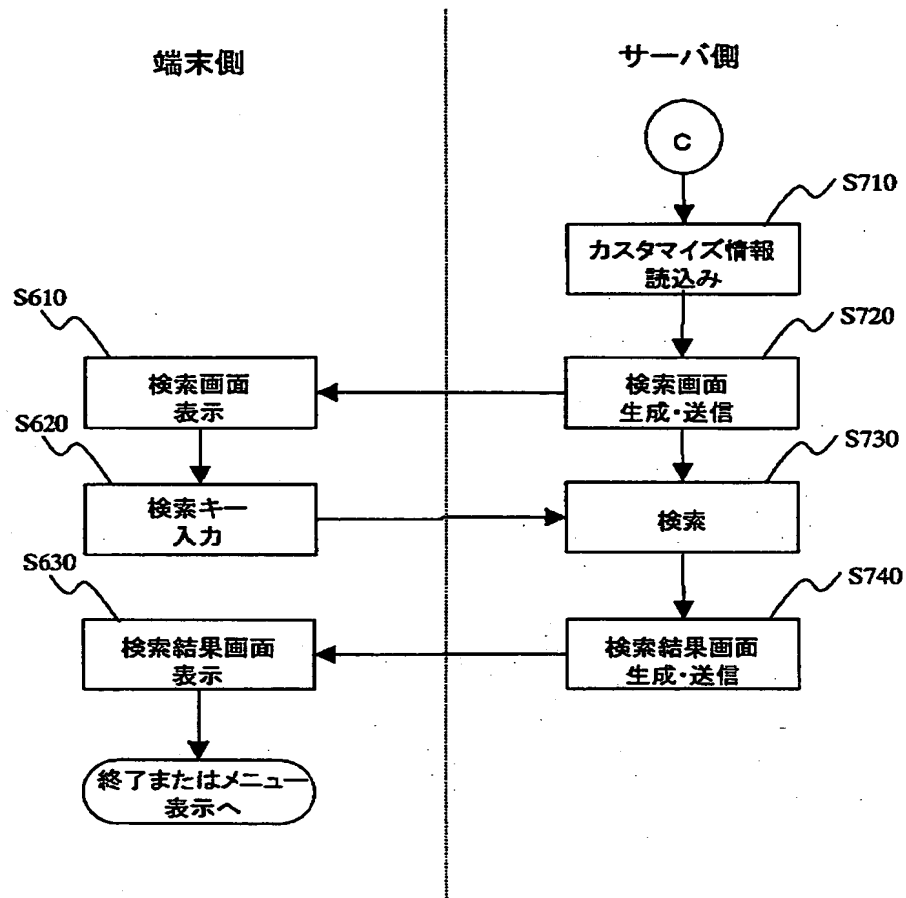 端末側
サーバ側
C
S710
カスタマイズ情報
読込み
S610
S720
検索画面
表示
検索画面
生成・送信
S620
S730
検索キー
入力
検索
S630
S740
検索結果画面
表示
検索結果画面
生成・送信
終了またはメニュー
表示へ